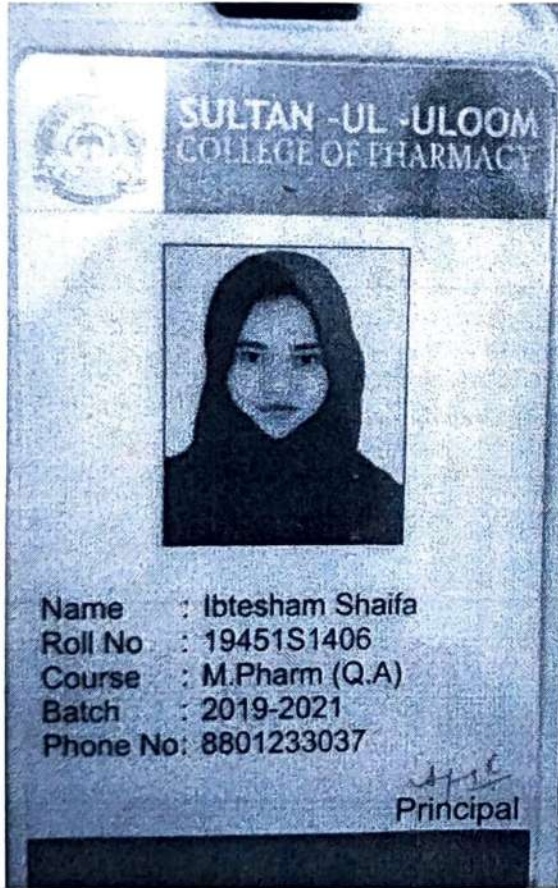 SULTAN -UL -ULOOM
COLLEGE OF PHARMACY
Name : Ibtesham Shaifa
Roll No : 19451S1406
Course : M.Pharm (Q.A)
Batch : 2019-2021
Phone No: 8801233037
Principal